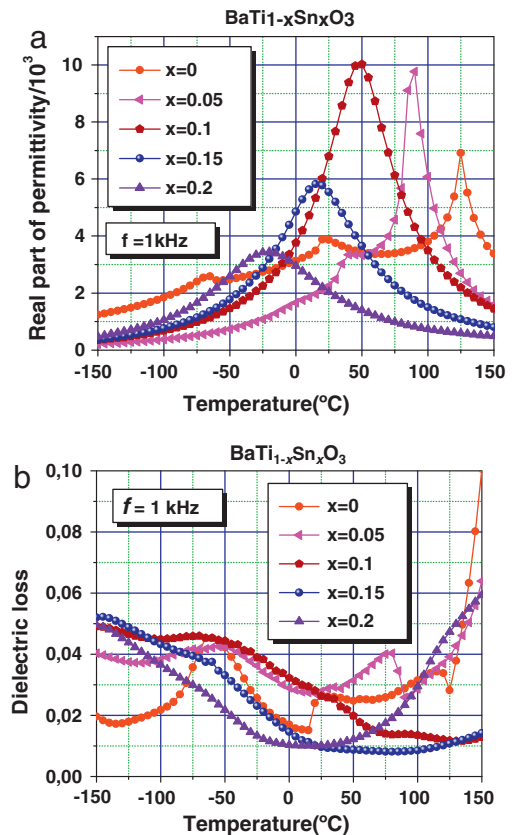 BaTi1-xSnxO3
a
x=0
x=0.05
x=0.1
x=0.15
x=0.2
f =1kHz
Real part of permittivity/10³
10
8
6
4
2
0
-150 -100 -50 0 50 100 150
Temperature(ºC)
BaTi1-xSnxO3
b
f = 1 kHz
x=0
x=0.05
x=0.1
x=0.15
x=0.2
Dielectric loss
0,10
0,08
0,06
0,04
0,02
0,00
-150 -100 -50 0 50 100 150
Temperature(ºC)